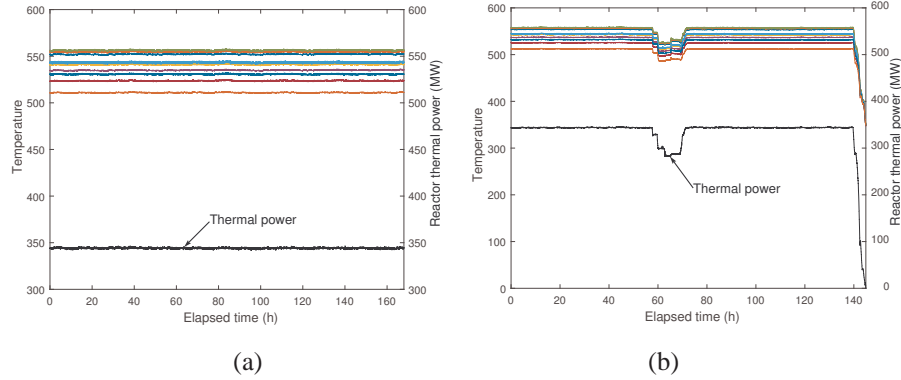 600
550
500
450
400
350
300
Temperature
600
550
500
450
400
350
300
Reactor thermal power (MW)
Thermal power
0 20 40 60 80 100 120 140 160
Elapsed time (h)
(a)
600
500
400
300
200
100
0
Temperature
600
500
400
300
200
100
0
Reactor thermal power (MW)
Thermal power
0 20 40 60 80 100 120 140
Elapsed time (h)
(b)